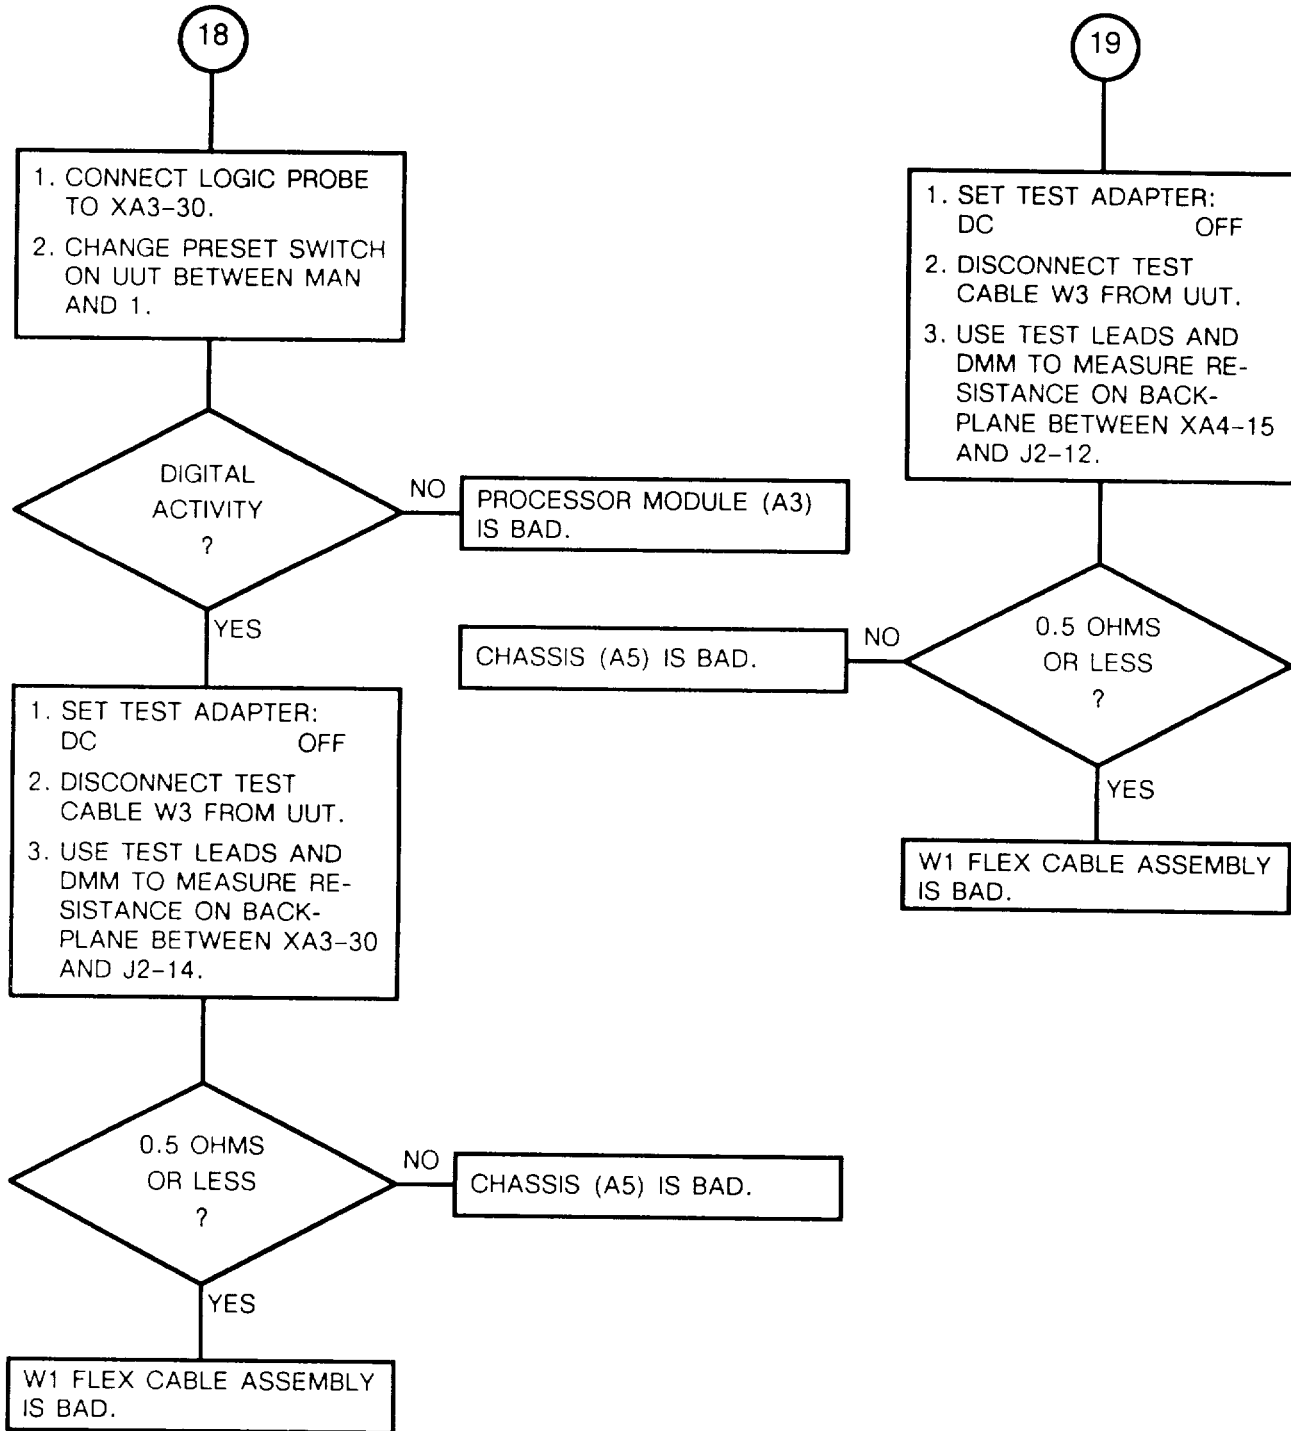 18
1. CONNECT LOGIC PROBE
TO XA3-30.
2. CHANGE PRESET SWITCH
ON UUT BETWEEN MAN
AND 1.
DIGITAL
ACTIVITY
?
NO
PROCESSOR MODULE (A3)
IS BAD.
YES
1. SET TEST ADAPTER:
DC OFF
2. DISCONNECT TEST
CABLE W3 FROM UUT.
3. USE TEST LEADS AND
DMM TO MEASURE RE-
SISTANCE ON BACK-
PLANE BETWEEN XA3-30
AND J2-14.
0.5 OHMS
OR LESS
?
NO
CHASSIS (A5) IS BAD.
YES
W1 FLEX CABLE ASSEMBLY
IS BAD.
19
1. SET TEST ADAPTER:
DC OFF
2. DISCONNECT TEST
CABLE W3 FROM UUT.
3. USE TEST LEADS AND
DMM TO MEASURE RE-
SISTANCE ON BACK-
PLANE BETWEEN XA4-15
AND J2-12.
0.5 OHMS
OR LESS
?
NO
CHASSIS (A5) IS BAD.
YES
W1 FLEX CABLE ASSEMBLY
IS BAD.